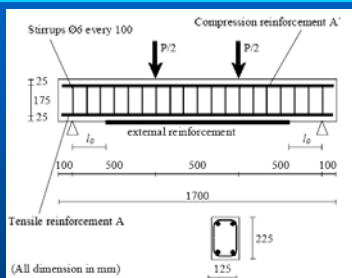 Stirrups Ø6 every 100
Compression reinforcement A'
P/2
P/2
25
175
25
external reinforcement
l₀
l₀
100
500
500
500
100
1700
Tensile reinforcement A
225
125
(All dimension in mm)